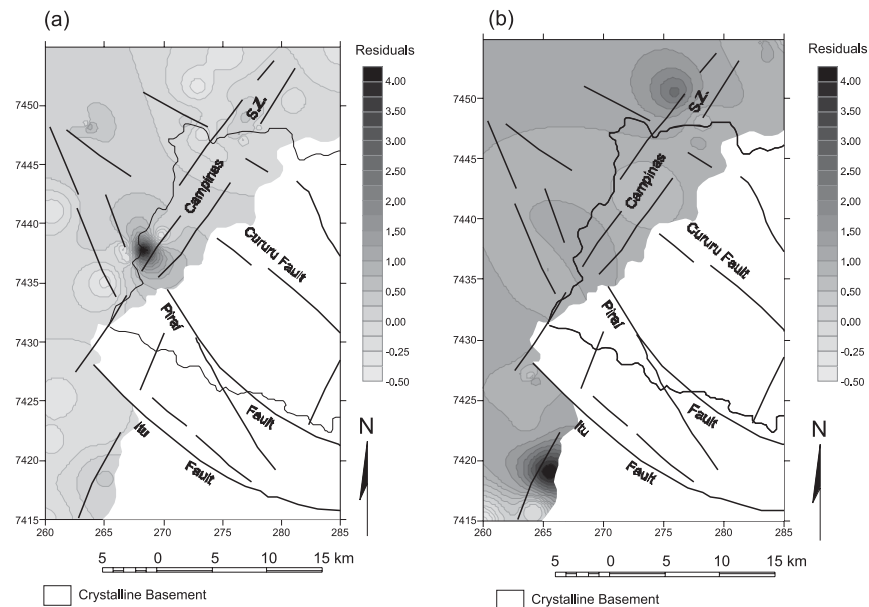 (a)
Residuals
4.00
3.50
3.00
2.50
2.00
1.50
1.00
0.50
0.00
-0.25
-0.50
7450
7445
7440
7435
7430
7425
7420
7415
260
265
270
275
280
285
S.Z.
Campinas
Cururu Fault
Piraí
Fault
Itu
Fault
N
5
0
5
10
15 km
Crystalline Basement
(b)
Residuals
4.00
3.50
3.00
2.50
2.00
1.50
1.00
0.50
0.00
-0.25
-0.50
7450
7445
7440
7435
7430
7425
7420
7415
260
265
270
275
280
285
S.Z.
Campinas
Cururu Fault
Piraí
Fault
Itu
Fault
N
5
0
5
10
15 km
Crystalline Basement